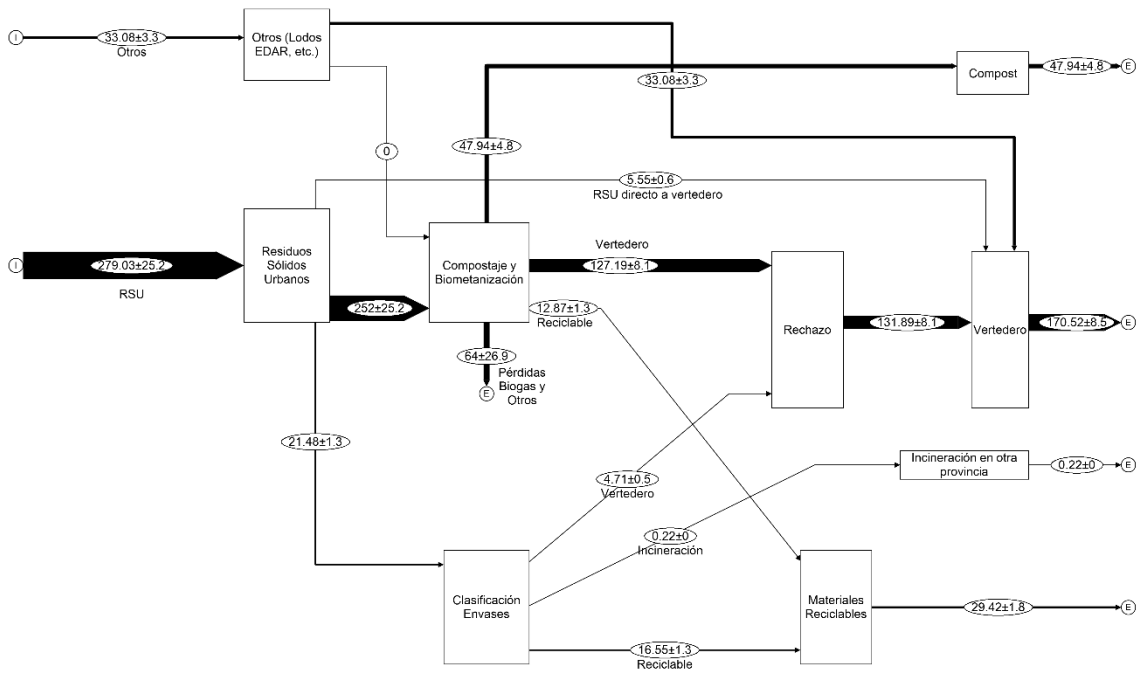 I
33.08±3.3
Otros
Otros (Lodos
EDAR, etc.)
33.08±3.3
Compost
47.94±4.8
E
0
47.94±4.8
5.55±0.6
RSU directo a vertedero
I
279.03±25.2
RSU
Residuos
Sólidos
Urbanos
252±25.2
Compostaje y
Biometanización
Vertedero
127.19±8.1
12.87±1.3
Reciclable
Rechazo
131.89±8.1
Vertedero
170.52±8.5
E
64±26.9
Pérdidas
Biogas y
Otros
E
21.48±1.3
4.71±0.5
Vertedero
Incineración en otra
provincia
0.22±0
E
0.22±0
Incineración
Clasificación
Envases
Materiales
Reciclables
29.42±1.8
E
16.55±1.3
Reciclable